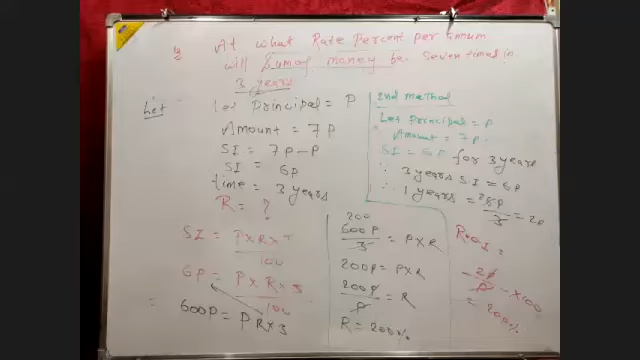 Q At what Rate Percent per annum
will Sum of money be Seven times in
3 years
Let Let Principal = P
Amount = 7P
SI = 7P-P
SI = 6P
time = 3 years
R = ?
SI = P×R×T
100
6P = P×R×3
100
= 600P = PR×3
200
600P = P×R
3
200P = P×R
200P = R
P
R = 200%
2nd method
Let Principal = P
Amount = 7P.
SI = 6P for 3 years
∴ 3 years SI = 6P
∴ 1 years = 6P = 2P
3
=
2P × 100
P
= 200%